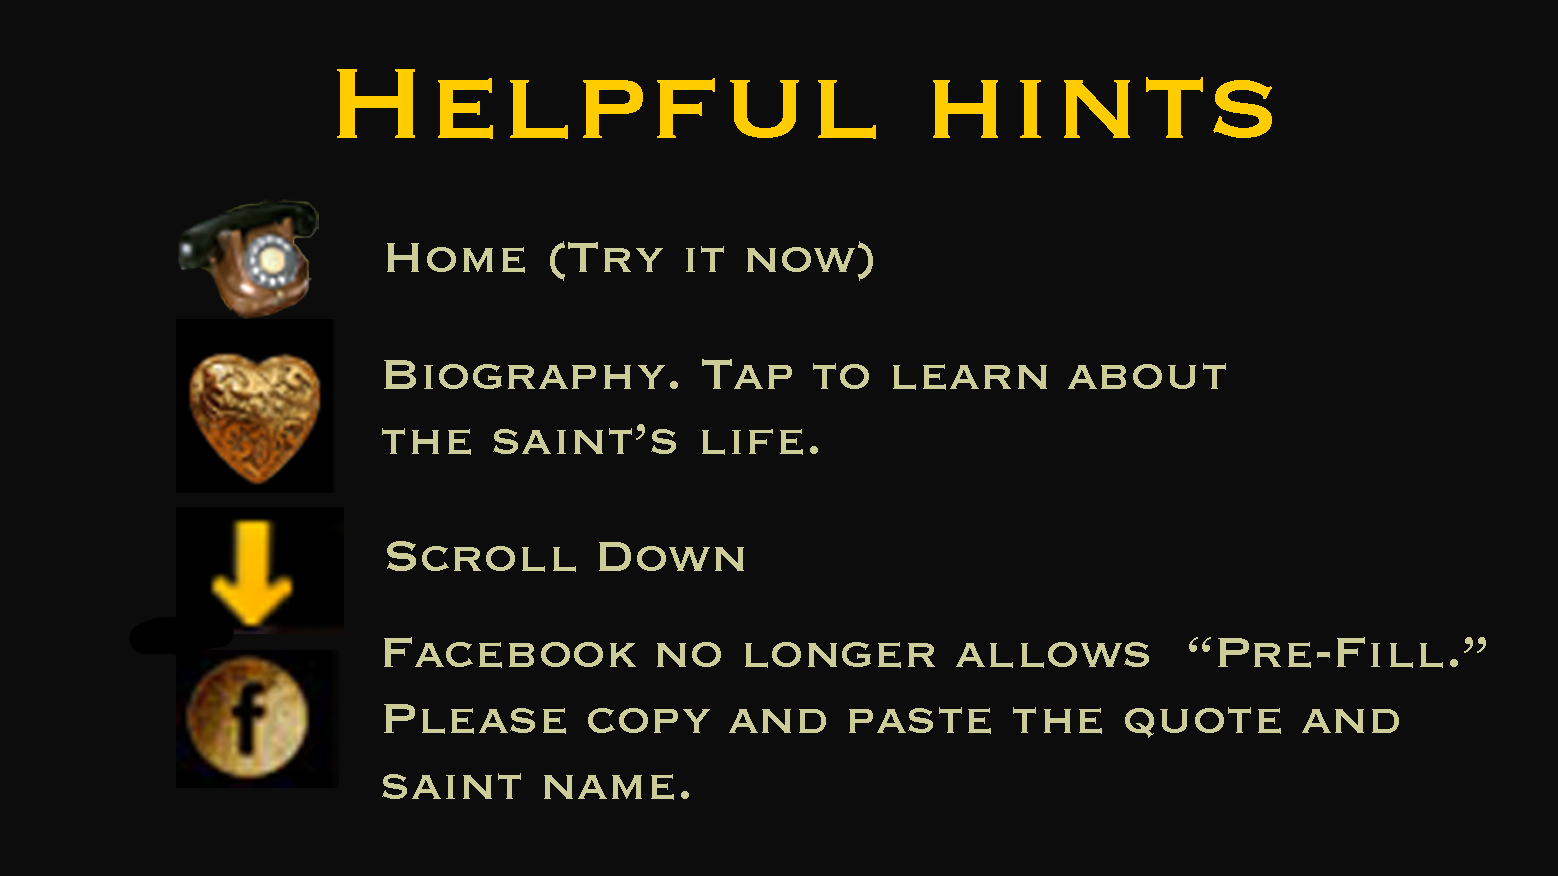 Helpful hints
Home (Try it now)
Biography. Tap to learn about
the saint’s life.
Scroll Down
Facebook no longer allows “Pre-Fill.”
Please copy and paste the quote and
saint name.
f